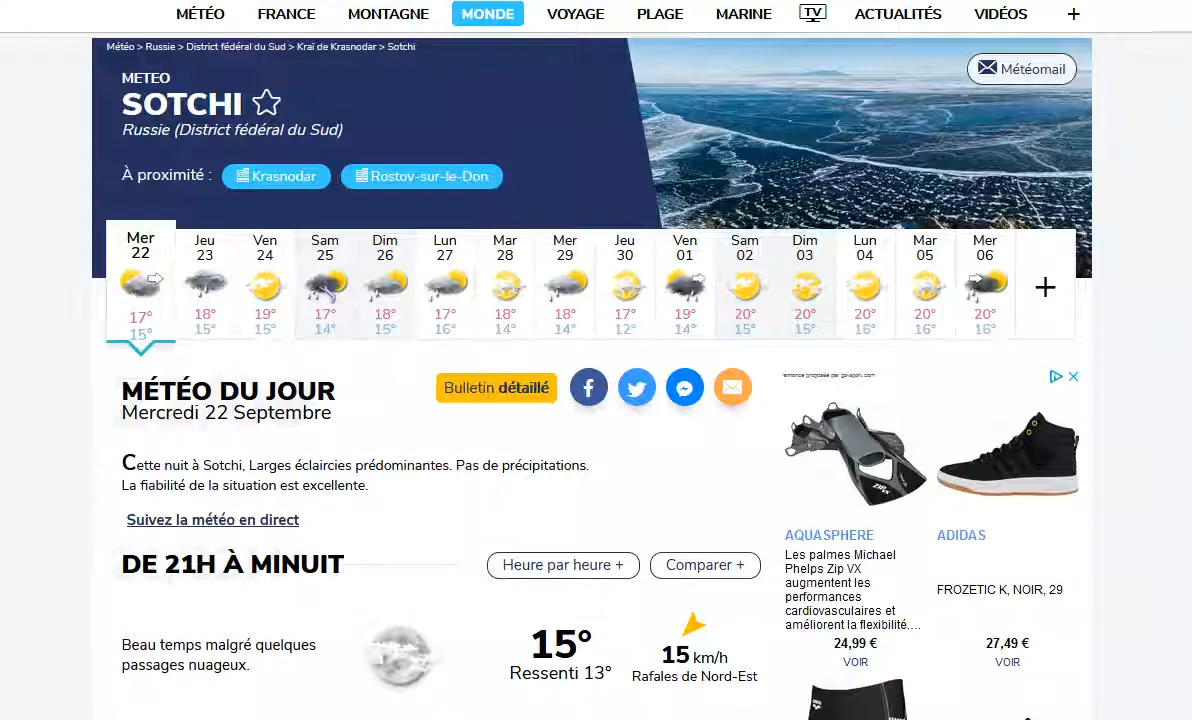 MÉTÉO FRANCE MONTAGNE MONDE VOYAGE PLAGE MARINE TV ACTUALITÉS VIDÉOS +
Météo > Russie > District fédéral du Sud > Kraï de Krasnodar > Sotchi
Météomail
METEO
SOTCHI
Russie (District fédéral du Sud)
À proximité : Krasnodar Rostov-sur-le-Don
Mer Jeu Ven Sam Dim Lun Mar Mer Jeu Ven Sam Dim Lun Mar Mer
22 23 24 25 26 27 28 29 30 01 02 03 04 05 06
+
17° 18° 19° 17° 18° 17° 18° 18° 17° 19° 20° 20° 20° 20° 20°
15° 15° 15° 14° 15° 16° 14° 14° 12° 14° 15° 15° 16° 16° 16°
MÉTÉO DU JOUR
Mercredi 22 Septembre
Bulletin détaillé
Cette nuit à Sotchi, Larges éclaircies prédominantes. Pas de précipitations.
La fiabilité de la situation est excellente.
Suivez la météo en direct
DE 21H À MINUIT
Heure par heure + Comparer +
Beau temps malgré quelques
passages nuageux.
15°
Ressenti 13°
15 km/h
Rafales de Nord-Est
annonce proposée par go-sport.com
AQUASPHERE
Les palmes Michael
Phelps Zip VX
augmentent les
performances
cardiovasculaires et
améliorent la flexibilité....
24,99 €
VOIR
ADIDAS
FROZETIC K, NOIR, 29
27,49 €
VOIR